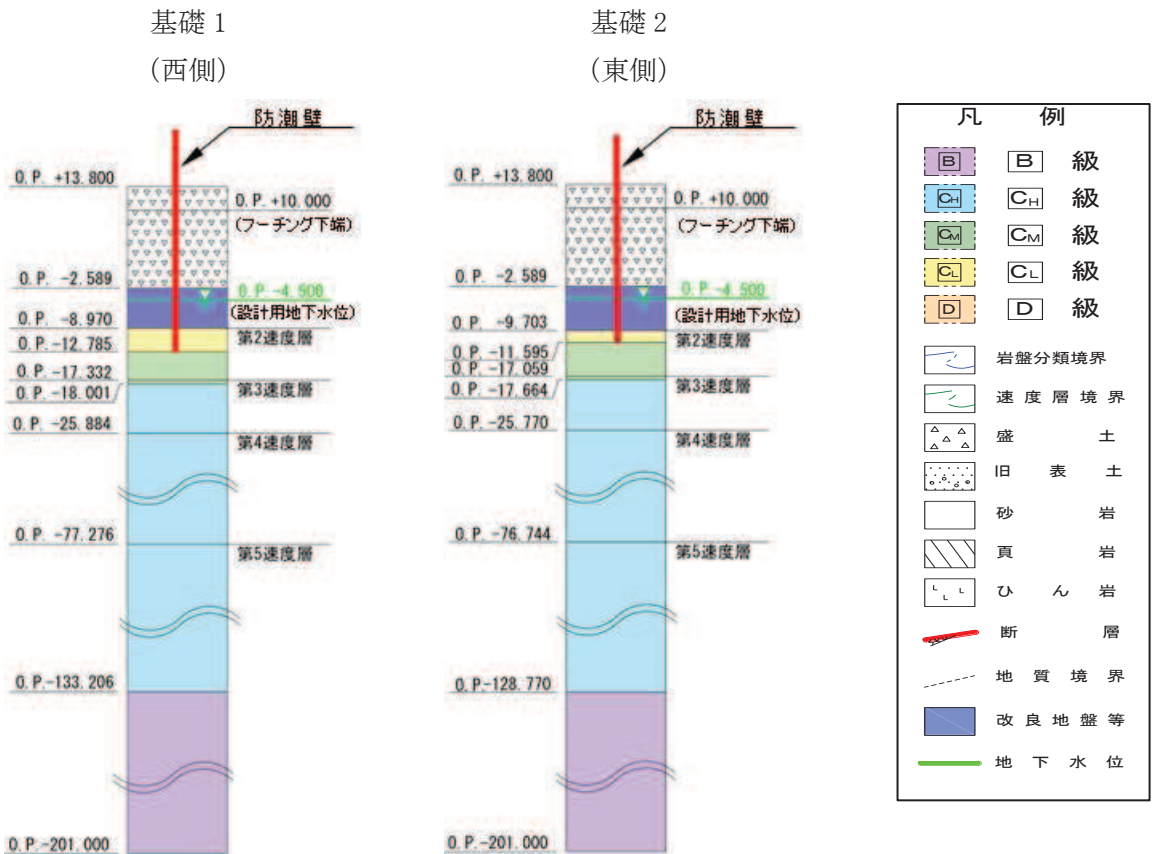 基礎 1
(西側)
防潮壁
O.P. +13.800
O.P. +10.000
(フーチング下端)
O.P. -2.589
O.P. -4.500
(設計用地下水位)
O.P. -8.970
第2速度層
O.P. -12.785
O.P. -17.332
第3速度層
O.P. -18.001
O.P. -25.884
第4速度層
O.P. -77.276
第5速度層
O.P.-133.206
O.P.-201.000
基礎 2
(東側)
防潮壁
O.P. +13.800
O.P. +10.000
(フーチング下端)
O.P. -2.589
O.P. -4.500
(設計用地下水位)
O.P. -9.703
第2速度層
O.P. -11.595
O.P. -17.059
第3速度層
O.P. -17.664
O.P. -25.770
第4速度層
O.P. -76.744
第5速度層
O.P.-128.770
O.P.-201.000
凡 例
B B 級
CH CH 級
CM CM 級
CL CL 級
D D 級
岩盤分類境界
速度層境界
盛土
旧表土
砂岩
頁岩
ひん岩
断層
地質境界
改良地盤等
地下水位